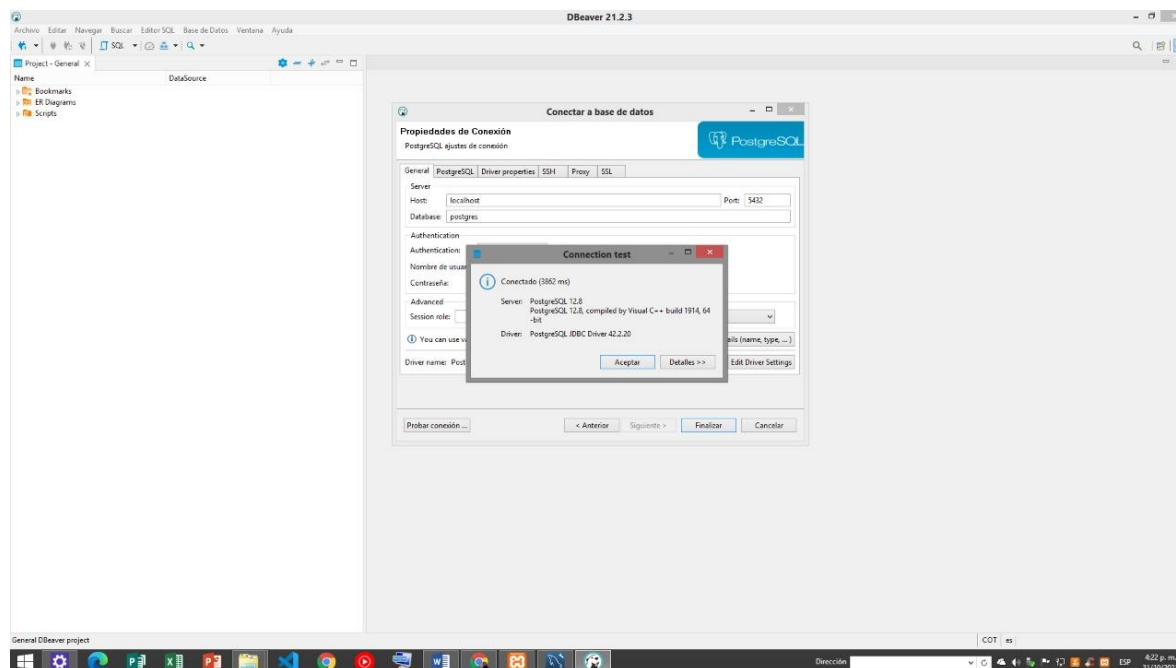 DBeaver 21.2.3
Archivo Editar Navegar Buscar Editor SQL Base de Datos Ventana Ayuda
SQL
Project - General
Name DataSource
Bookmarks
ER Diagrams
Scripts
Conectar a base de datos
Propiedades de Conexión
PostgreSQL ajustes de conexión
PostgreSQL
General PostgreSQL Driver properties SSH Proxy SSL
Server
Host: localhost Port: 5432
Database: postgres
Authentication
Authentication:
Nombre de usuar
Contraseña:
Advanced
Session role:
You can use v
ails (name, type, ... )
Driver name: Post
Edit Driver Settings
Connection test
Conectado (3862 ms)
Server: PostgreSQL 12.8
PostgreSQL 12.8, compiled by Visual C++ build 1914, 64
-bit
Driver: PostgreSQL JDBC Driver 42.2.20
Aceptar Detalles >>
Probar conexión ... < Anterior Siguiente > Finalizar Cancelar
General DBeaver project COT es
Dirección ESP 4:22 p. m.